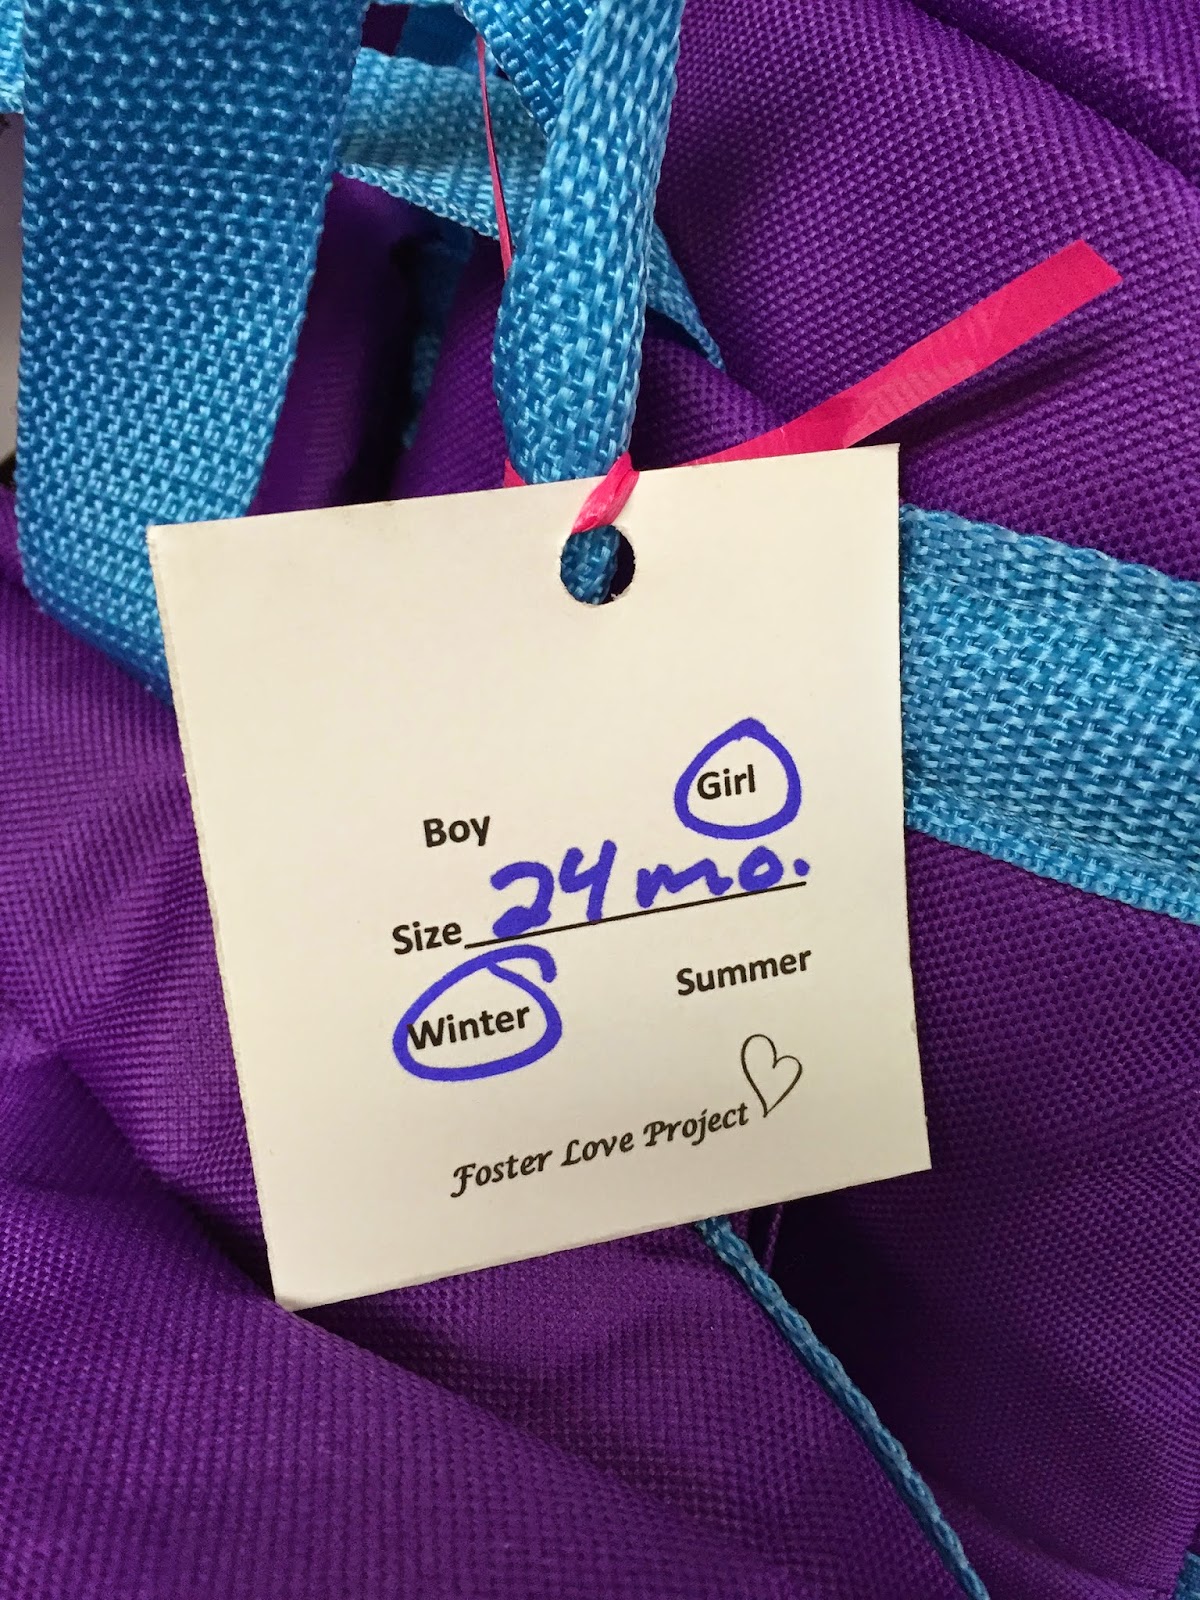 Boy Girl
Size 24 mo.
Winter Summer
Foster Love Project